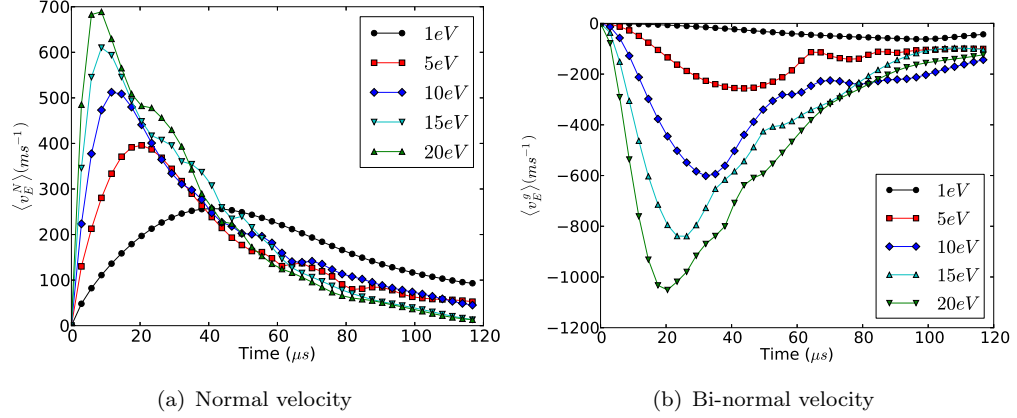 700
600
500
400
300
200
100
0
⟨v_E^N⟩(ms⁻¹)
0 20 40 60 80 100 120
Time (μs)
1eV
5eV
10eV
15eV
20eV
(a) Normal velocity
0
−200
−400
−600
−800
−1000
−1200
⟨v_E^g⟩(ms⁻¹)
0 20 40 60 80 100 120
Time (μs)
1eV
5eV
10eV
15eV
20eV
(b) Bi-normal velocity